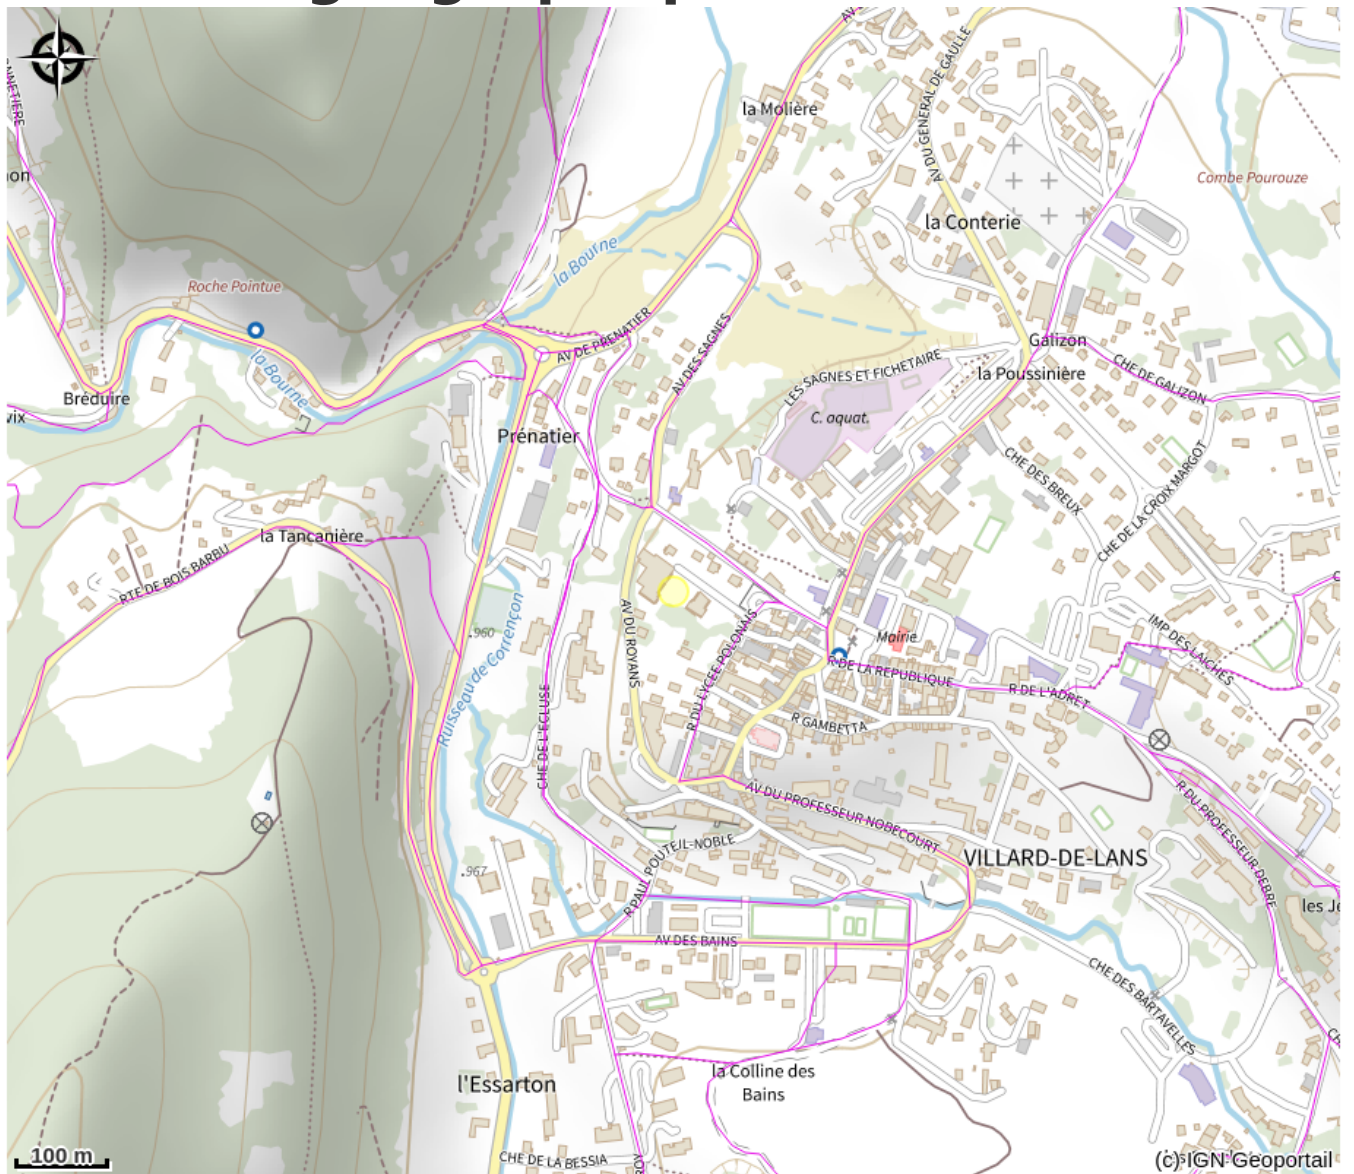 la Molière
AV DU GENERAL DE GAULLE
Combe Pourouze
la Conterie
la Bourne
Roche Pointue
AV DE PRENATIER
AV DES SAGNES
Galizon
LES SAGNES ET FICHETAIRE
la Poussinière
CHE DE GALIZON
la Bourne
Bréduire
C. aquat.
Prénatier
CHE DES BREUX
CHE DE LA CROIX MARGOT
la Tancanière
RTE DE BOIS BARBU
.960
Ruisseau de Corrençon
AV DU ROYANS
R DU LYCEE POLONAIS
Mairie
IMP DES LAICHES
R DE LA REPUBLIQUE
R DE L'ADRET
R GAMBETTA
CHE DE L'ECLUSE
AV DU PROFESSEUR NOBECOURT
R DU PROFESSEUR DEBRE
R PAUL POUTEIL-NOBLE
VILLARD-DE-LANS
.967
AV DES BAINS
CHE DES BARTAVELLES
l'Essarton
la Colline des
Bains
100 m
CHE DE LA BESSIA
(c) IGN Geoportail